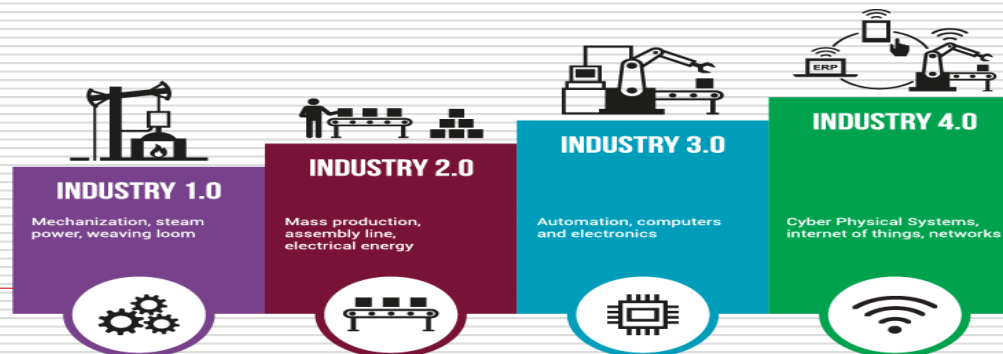 ERP
INDUSTRY 1.0
Mechanization, steam
power, weaving loom
INDUSTRY 2.0
Mass production,
assembly line,
electrical energy
INDUSTRY 3.0
Automation, computers
and electronics
INDUSTRY 4.0
Cyber Physical Systems,
internet of things, networks